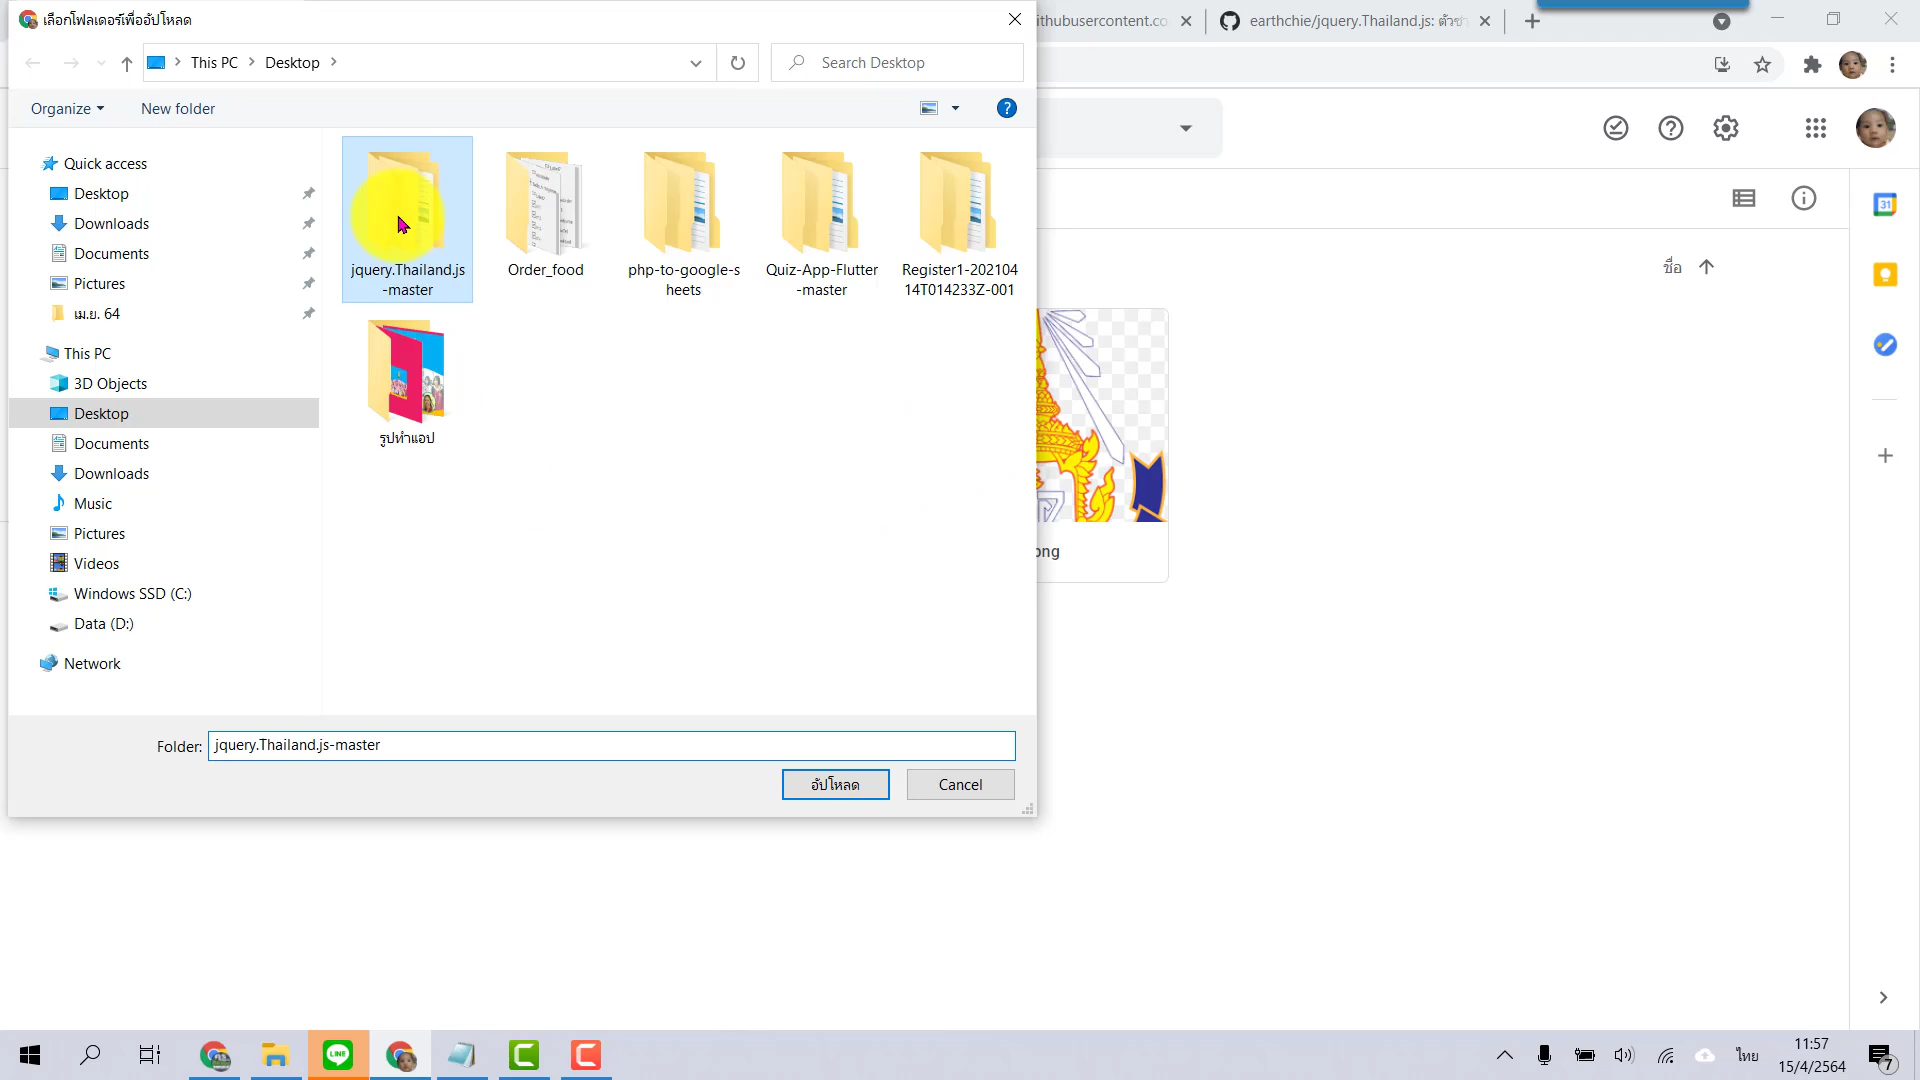 เลือกโฟลเดอร์เพื่ออัปโหลด
ithubusercontent.co
earthchie/jquery.Thailand.js: ตัวช่ว
This PC
Desktop
Search Desktop
Organize
New folder
Quick access
Desktop
Downloads
Documents
Pictures
เม.ย. 64
This PC
3D Objects
Desktop
Documents
Downloads
Music
Pictures
Videos
Windows SSD (C:)
Data (D:)
Network
jquery.Thailand.js
-master
Order_food
php-to-google-s
heets
Quiz-App-Flutter
-master
Register1-202104
14T014233Z-001
รูปทำแอป
ชื่อ
31
png
Folder:
jquery.Thailand.js-master
อัปโหลด
Cancel
LINE
ไทย
11:57
15/4/2564
7